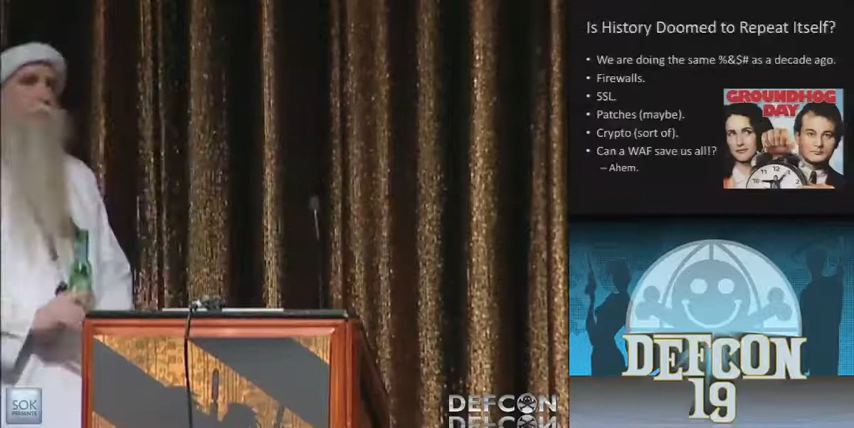 Is History Doomed to Repeat Itself?
• We are doing the same %&$# as a decade ago.
• Firewalls.
• SSL.
• Patches (maybe).
• Crypto (sort of).
• Can a WAF save us all!?
– Ahem.
GROUNDHOG
DAY
DEFCON
19
SOK
DEFCON